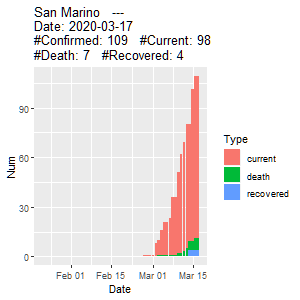 San Marino   ---
Date: 2020-03-17
#Confirmed: 109   #Current: 98
#Death: 7   #Recovered: 4
Num
90
60
30
0
Feb 01
Feb 15
Mar 01
Mar 15
Date
Type
current
death
recovered